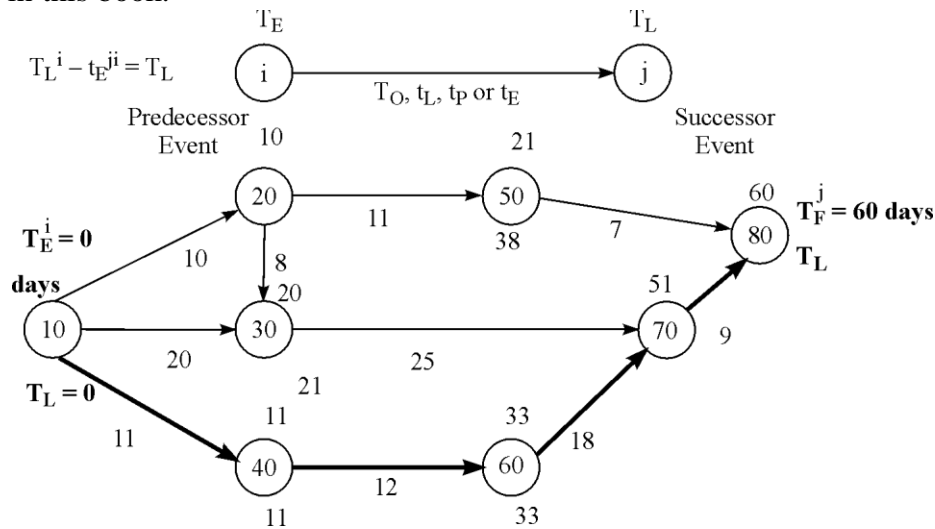 in this book.
T_E T_L
T_L^i – t_E^ji = T_L
i j
T_O, t_L, t_P or t_E
Predecessor Event
Successor Event
10 21
20 50 60
T_E^i = 0 days
11 38 7 80
T_F^j = 60 days
T_L
10 8
20 51
10 30 70
20 25 9
T_L = 0
21
11 11 33 18
40 60
12
11 33